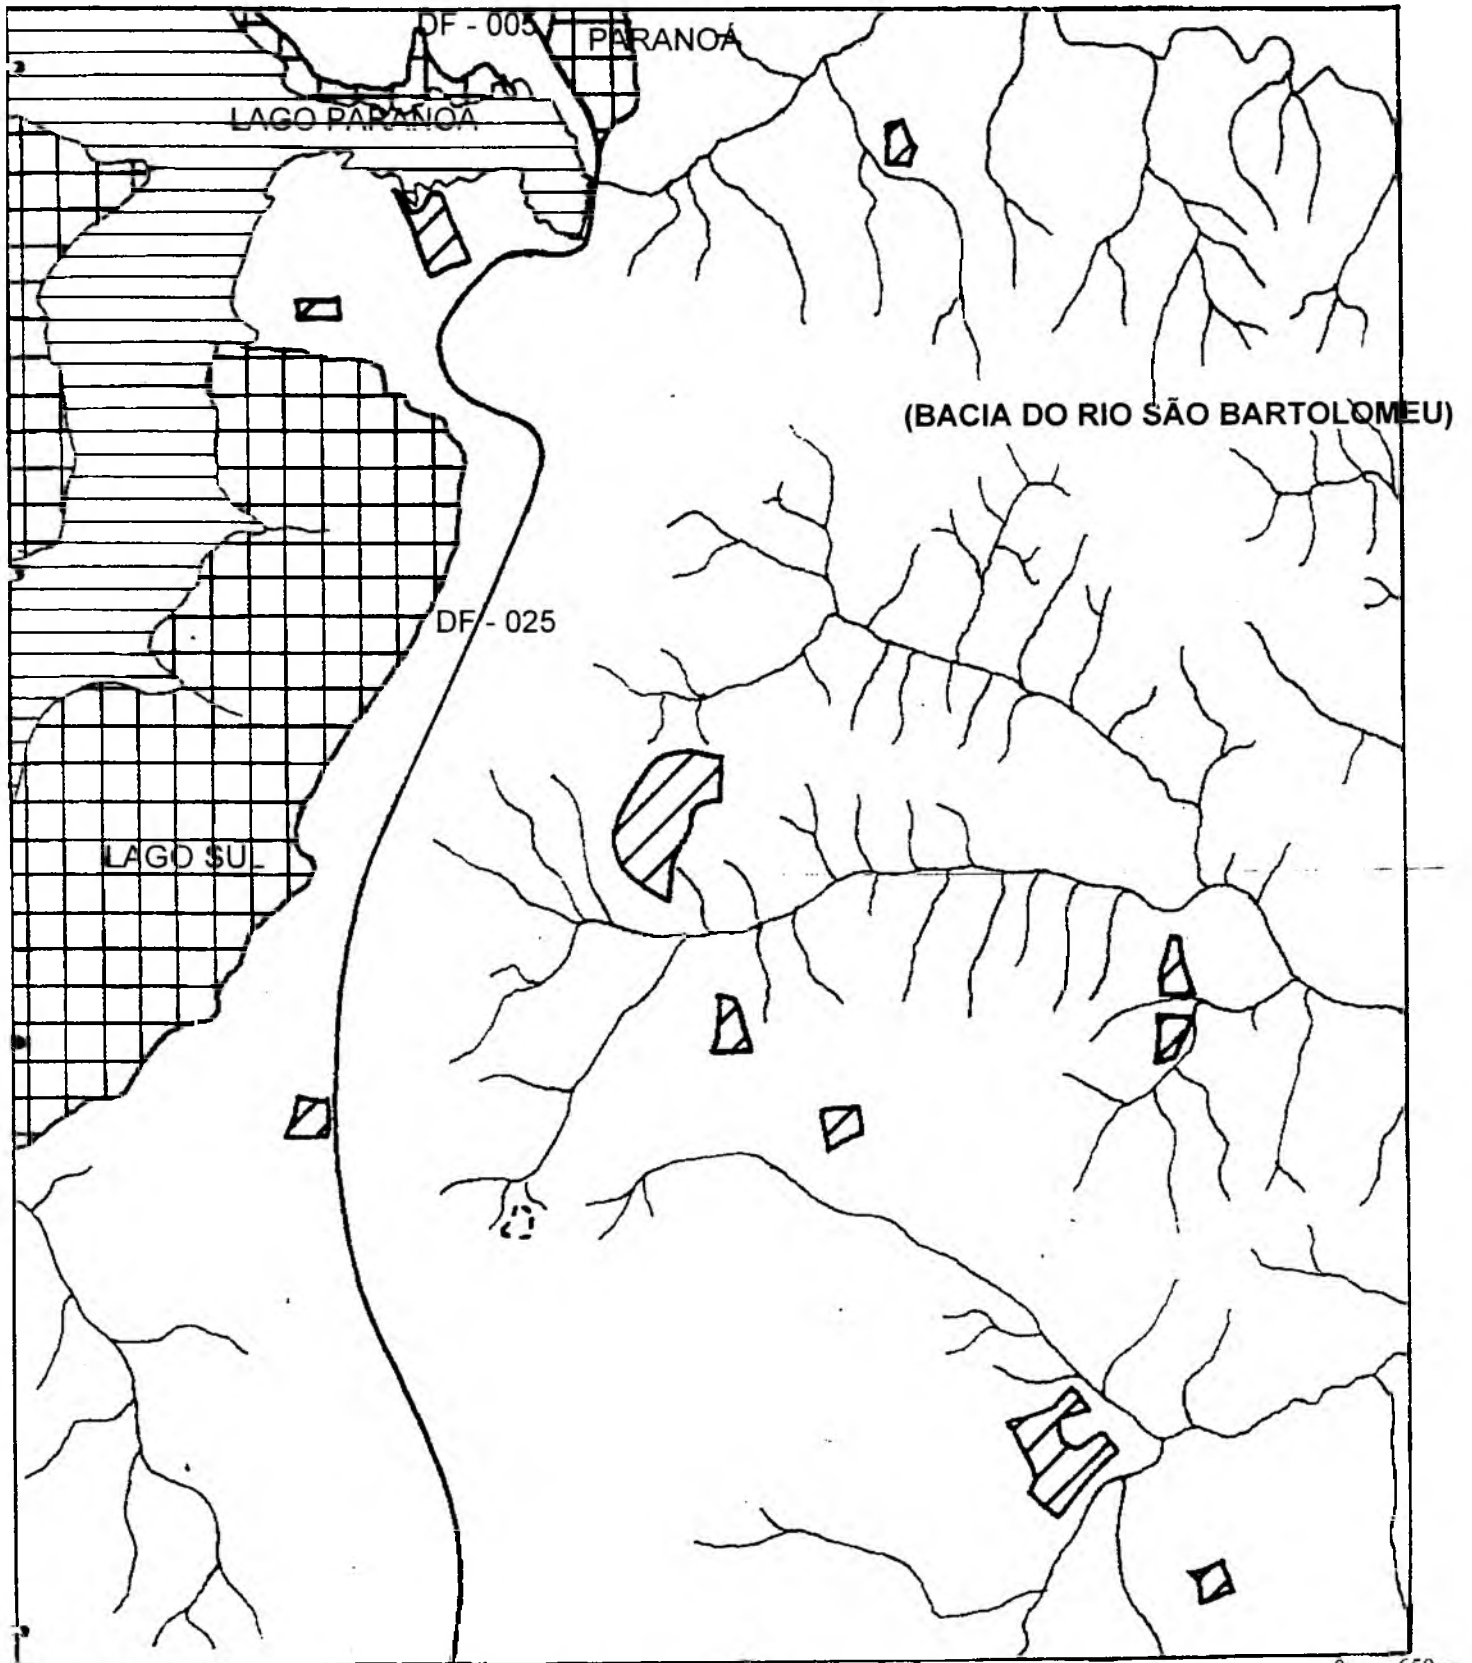 DF - 005
PARANOÁ
LAGO PARANOÁ
(BACIA DO RIO SÃO BARTOLOMEU)
DF - 025
LAGO SUL